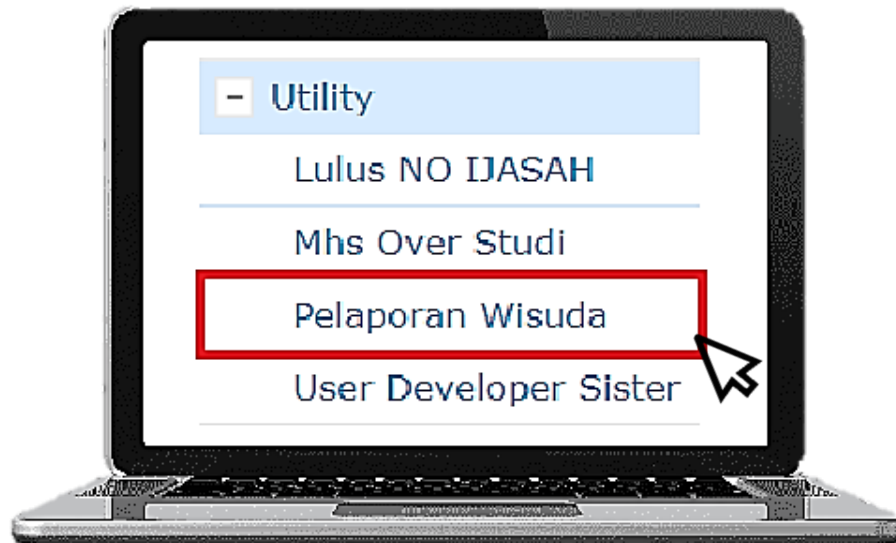 Utility
Lulus NO IJASAH
Mhs Over Studi
Pelaporan Wisuda
User Developer Sister